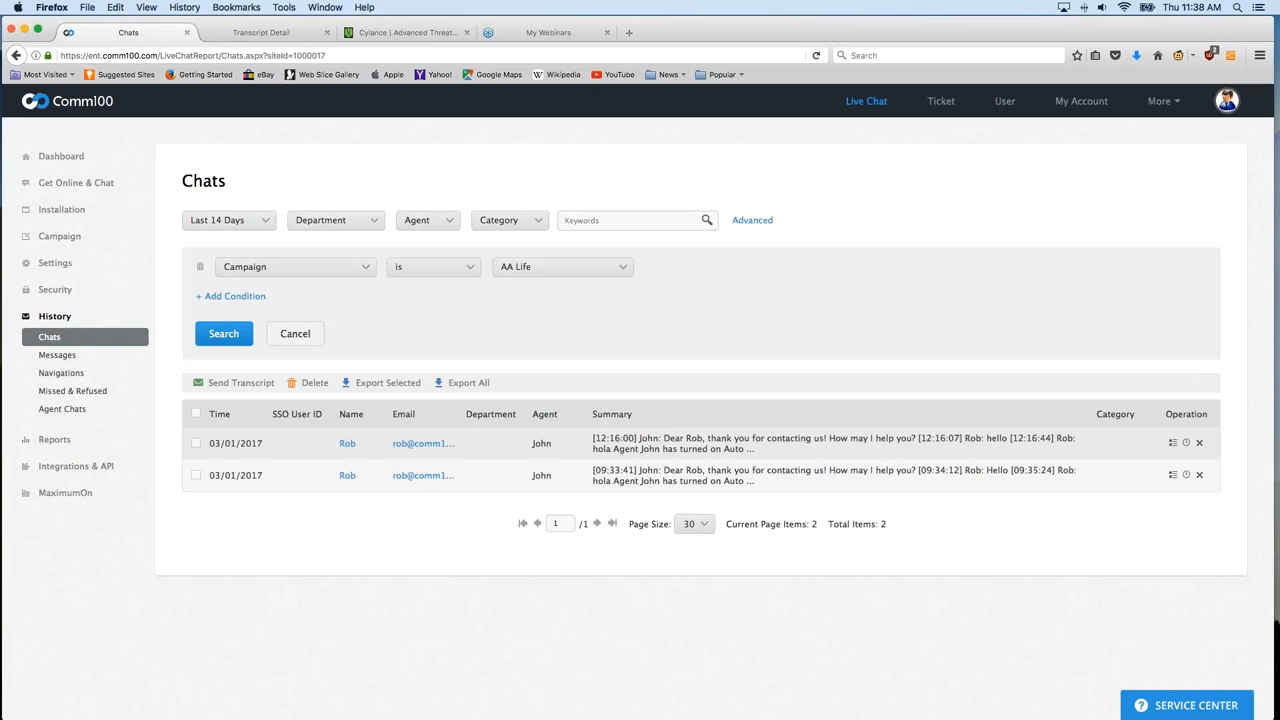 Firefox File Edit View History Bookmarks Tools Window Help Thu 11:38 AM
Chats Transcript Detail Cylance | Advanced Threat... My Webinars
https://ent.comm100.com/LiveChatReport/Chats.aspx?siteId=1000017 Search
Most Visited Suggested Sites Getting Started eBay Web Slice Gallery Apple Yahoo! Google Maps Wikipedia YouTube News Popular
Comm100 Live Chat Ticket User My Account More
Dashboard
Get Online & Chat
Installation
Campaign
Settings
Security
History
Chats
Messages
Navigations
Missed & Refused
Agent Chats
Reports
Integrations & API
MaximumOn
Chats
Last 14 Days Department Agent Category Keywords Advanced
Campaign is AA Life
+ Add Condition
Search Cancel
Send Transcript Delete Export Selected Export All
Time SSO User ID Name Email Department Agent Summary Category Operation
03/01/2017 Rob rob@comm1... John [12:16:00] John: Dear Rob, thank you for contacting us! How may I help you? [12:16:07] Rob: hello [12:16:44] Rob:
hola Agent John has turned on Auto ...
03/01/2017 Rob rob@comm1... John [09:33:41] John: Dear Rob, thank you for contacting us! How may I help you? [09:34:12] Rob: Hello [09:35:24] Rob:
hola Agent John has turned on Auto ...
1 /1 Page Size: 30 Current Page Items: 2 Total Items: 2
? SERVICE CENTER